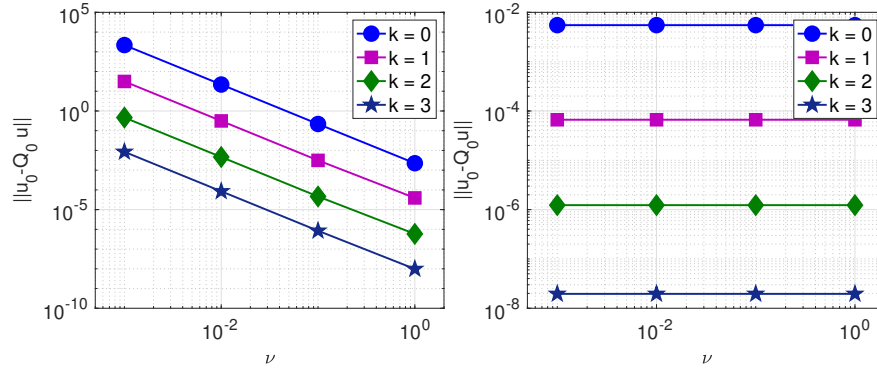 10^5
10^0
10^-5
10^-10
||u_0-Q_0 u||
10^-2
10^0
ν
k = 0
k = 1
k = 2
k = 3
10^-2
10^-4
10^-6
10^-8
||u_0-Q_0 u||
10^-2
10^0
ν
k = 0
k = 1
k = 2
k = 3